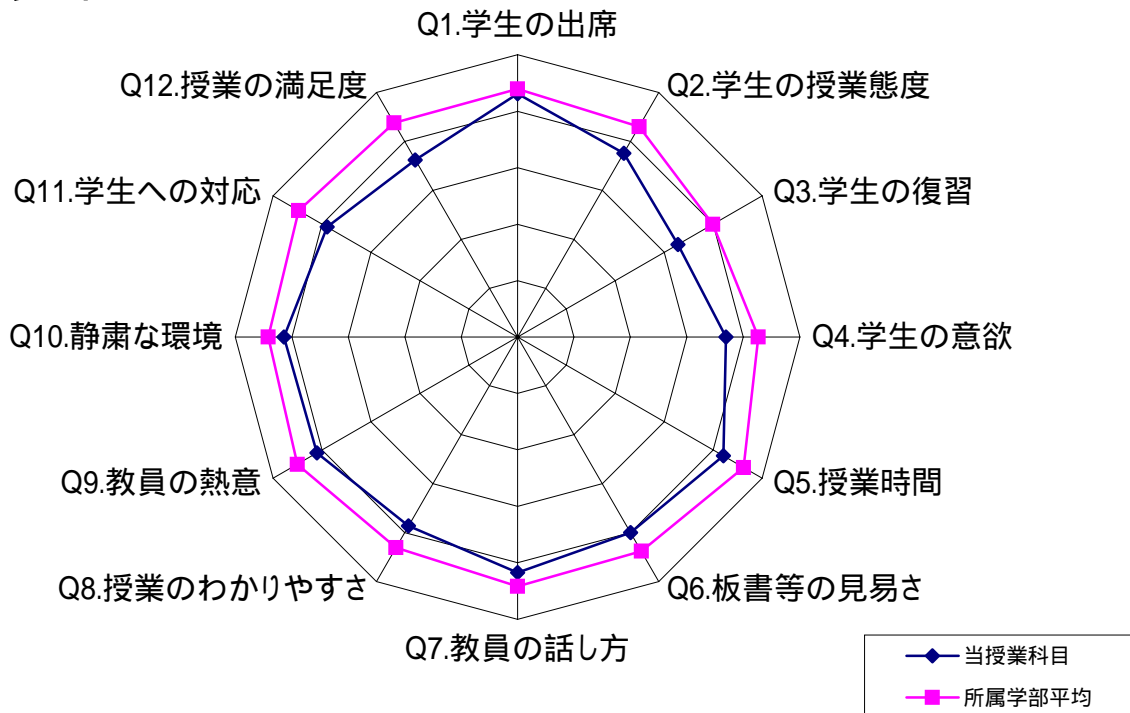 Q1.学生の出席
Q2.学生の授業態度
Q3.学生の復習
Q4.学生の意欲
Q5.授業時間
Q6.板書等の見易さ
Q7.教員の話し方
Q8.授業のわかりやすさ
Q9.教員の熱意
Q10.静粛な環境
Q11.学生への対応
Q12.授業の満足度
当授業科目
所属学部平均